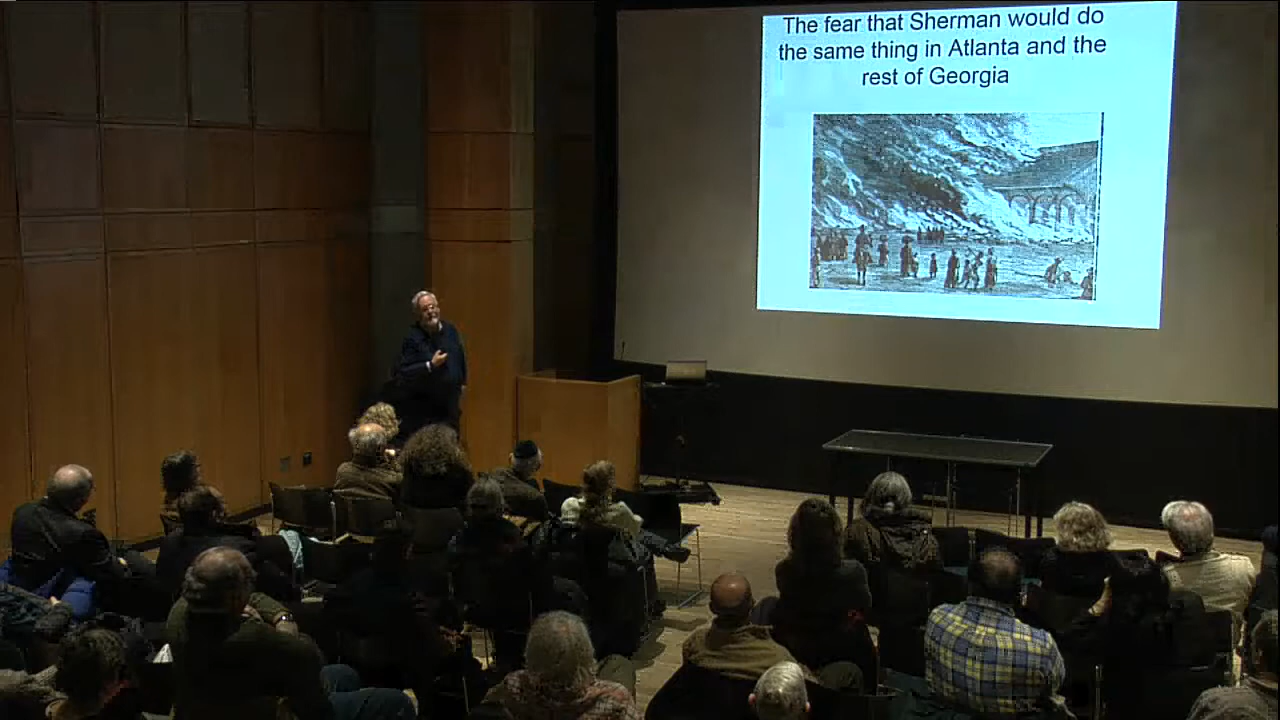 The fear that Sherman would do
the same thing in Atlanta and the
rest of Georgia